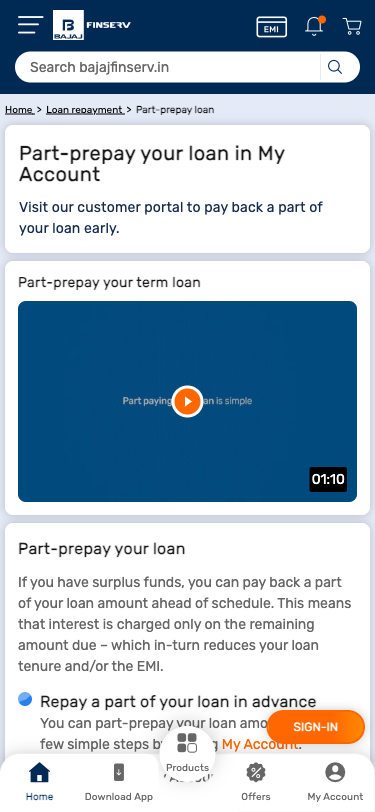 BAJAJ FINSERV
EMI
Search bajajfinserv.in
Home > Loan repayment > Part-prepay loan
Part-prepay your loan in My
Account
Visit our customer portal to pay back a part
of your loan early.
Part-prepay your term loan
Part paying an is simple
01:10
Part-prepay your loan
If you have surplus funds, you can pay back a part
of your loan amount ahead of schedule. This means
that interest is charged only on the remaining
amount due – which in-turn reduces your loan
tenure and/or the EMI.
Repay a part of your loan in advance
You can part-prepay your loan
few simple steps by My Account.
SIGN-IN
Home
Download App
Products
Offers
My Account